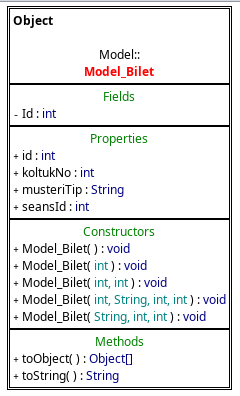 Object
Model::
Model_Bilet
Fields
- Id : int
Properties
+ id : int
+ koltukNo : int
+ musteriTip : String
+ seansId : int
Constructors
+ Model_Bilet( ) : void
+ Model_Bilet( int ) : void
+ Model_Bilet( int, int ) : void
+ Model_Bilet( int, String, int, int ) : void
+ Model_Bilet( String, int, int ) : void
Methods
+ toObject( ) : Object[]
+ toString( ) : String